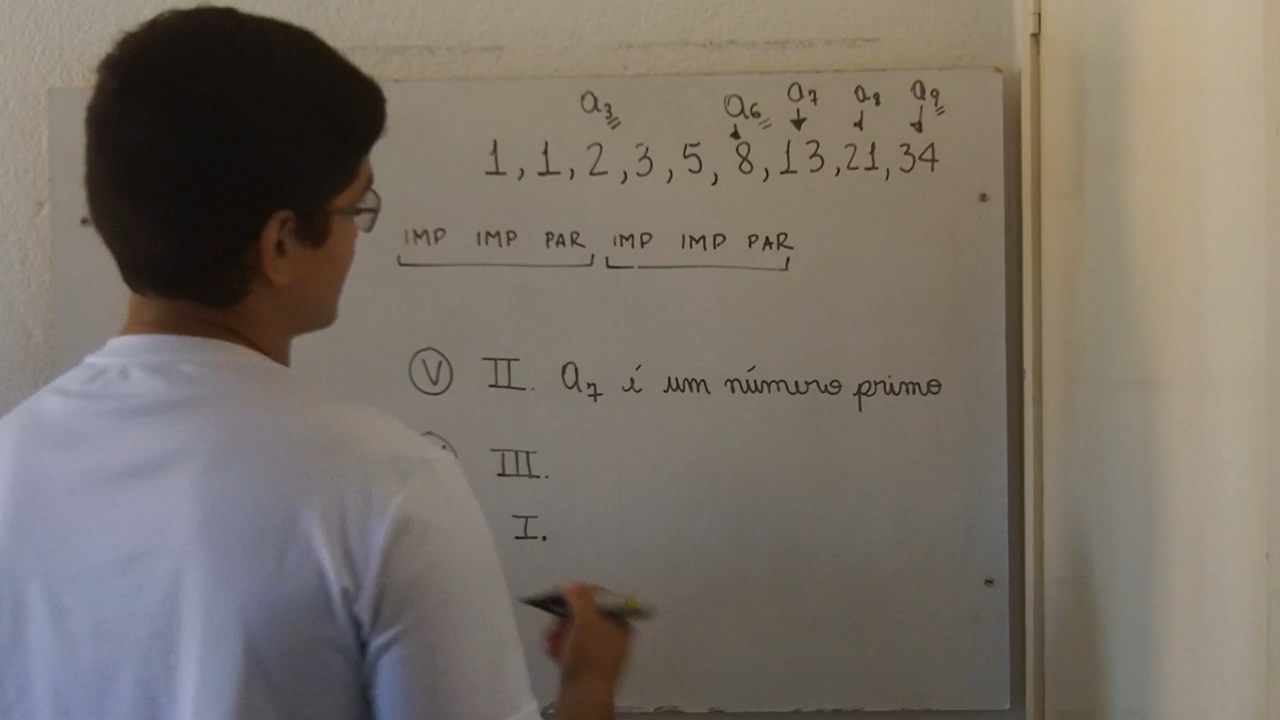 a₃ a₆ a₇ a₈ a₉
1, 1, 2, 3, 5, 8, 13, 21, 34
IMP IMP PAR IMP IMP PAR
V II. a₇ é um número primo
III.
I.